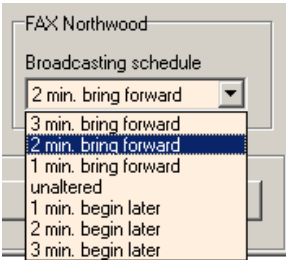 FAX Northwood
Broadcasting schedule
2 min. bring forward
3 min. bring forward
2 min. bring forward
1 min. bring forward
unaltered
1 min. begin later
2 min. begin later
3 min. begin later